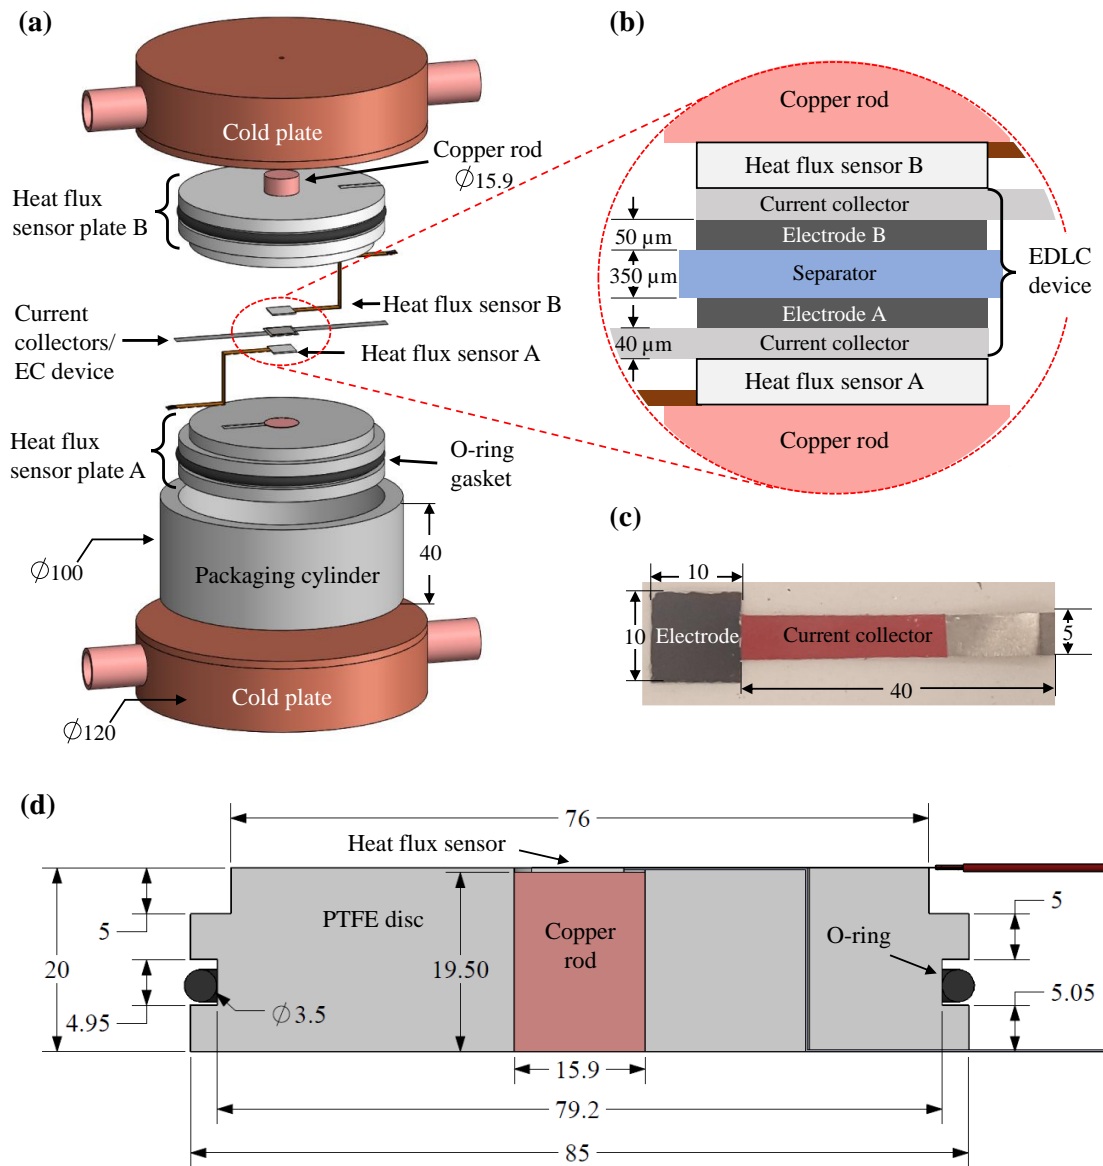 (a)
Cold plate
Copper rod
∅15.9
Heat flux
sensor plate B
Heat flux sensor B
Current
collectors/
EC device
Heat flux sensor A
Heat flux
sensor plate A
O-ring
gasket
∅100
40
Packaging cylinder
Cold plate
∅120
(b)
Copper rod
Heat flux sensor B
Current collector
50 µm
Electrode B
EDLC
device
350 µm
Separator
Electrode A
40 µm
Current collector
Heat flux sensor A
Copper rod
(c)
10
10
Electrode
Current collector
5
40
(d)
76
Heat flux sensor
5
PTFE disc
Copper
rod
O-ring
5
20
19.50
4.95
∅3.5
5.05
15.9
79.2
85